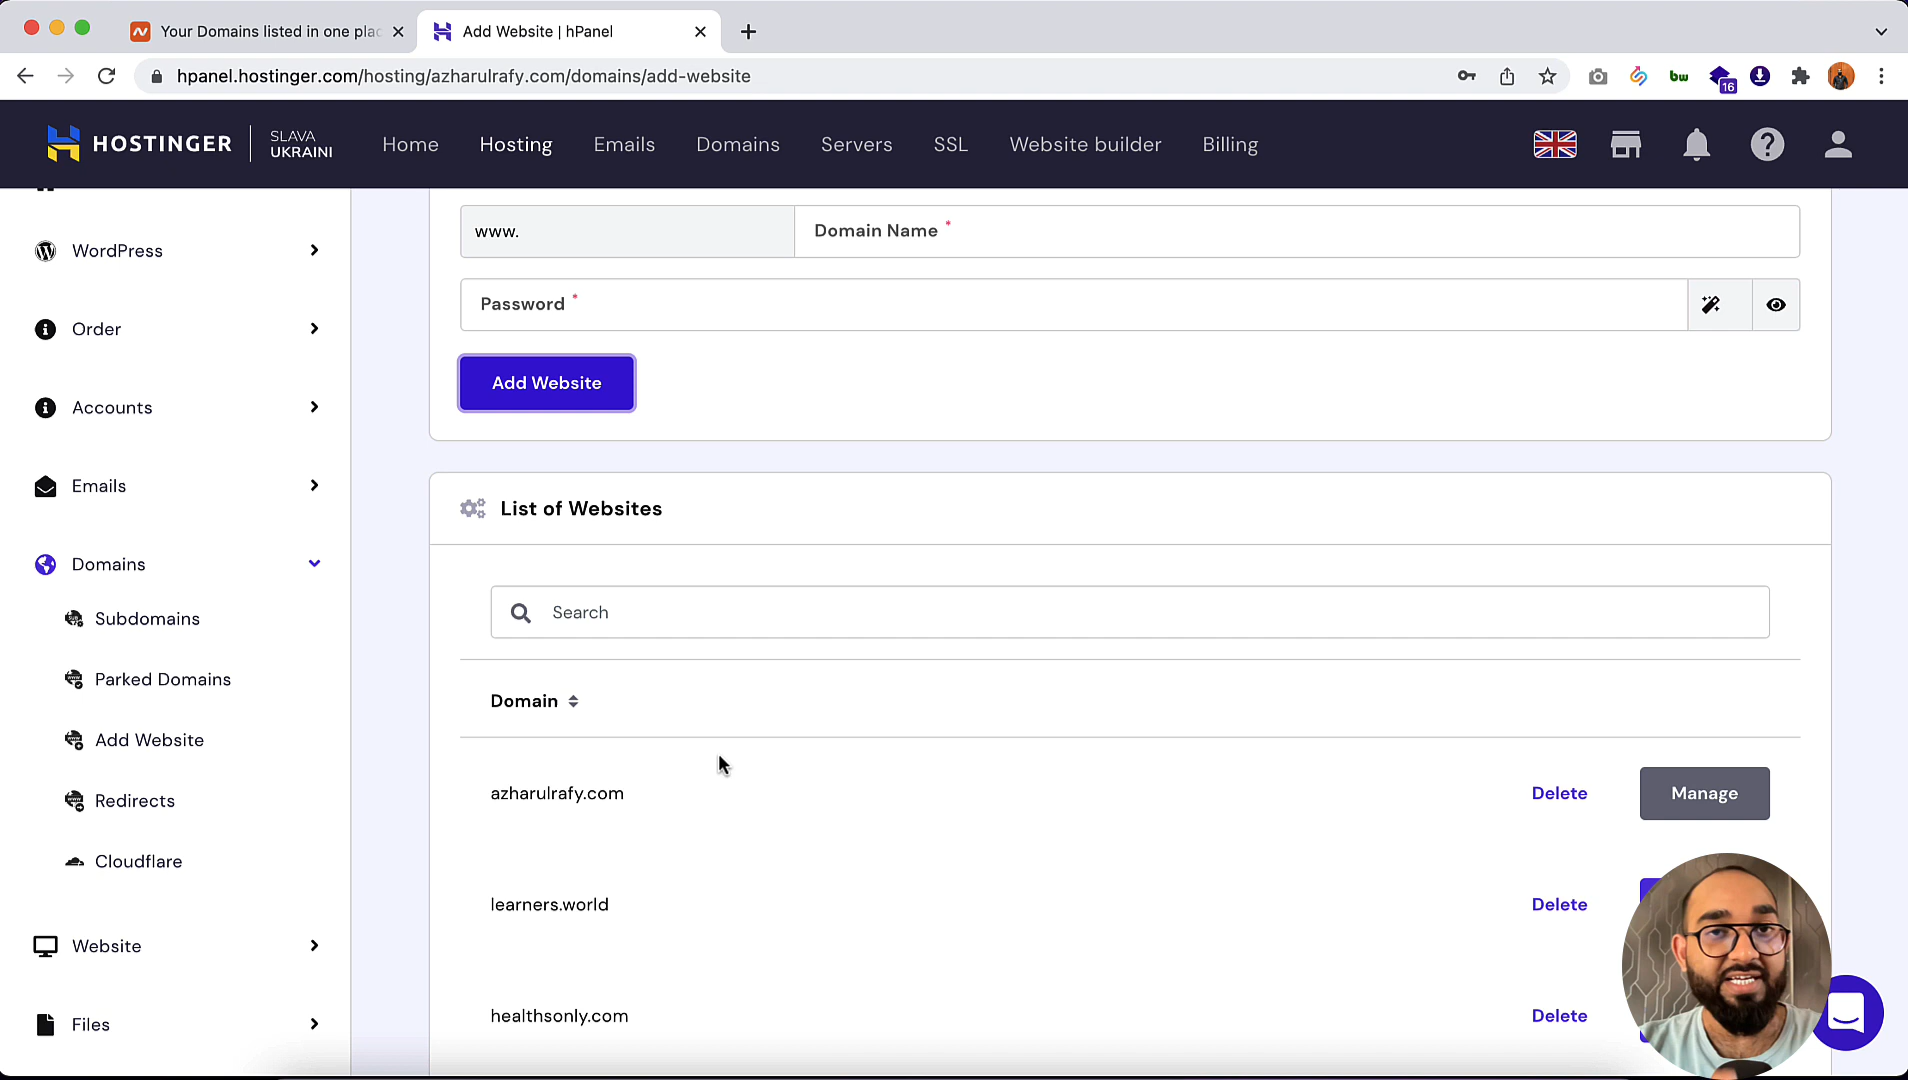 Your Domains listed in one plac
Add Website | hPanel
hpanel.hostinger.com/hosting/azharulrafy.com/domains/add-website
bw
16
HOSTINGER
SLAVA
UKRAINI
Home
Hosting
Emails
Domains
Servers
SSL
Website builder
Billing
WordPress
Order
Accounts
Emails
Domains
Subdomains
Parked Domains
Add Website
Redirects
Cloudflare
Website
Files
www.
Domain Name *
Password *
Add Website
List of Websites
Search
Domain
azharulrafy.com
Delete
Manage
learners.world
Delete
healthsonly.com
Delete